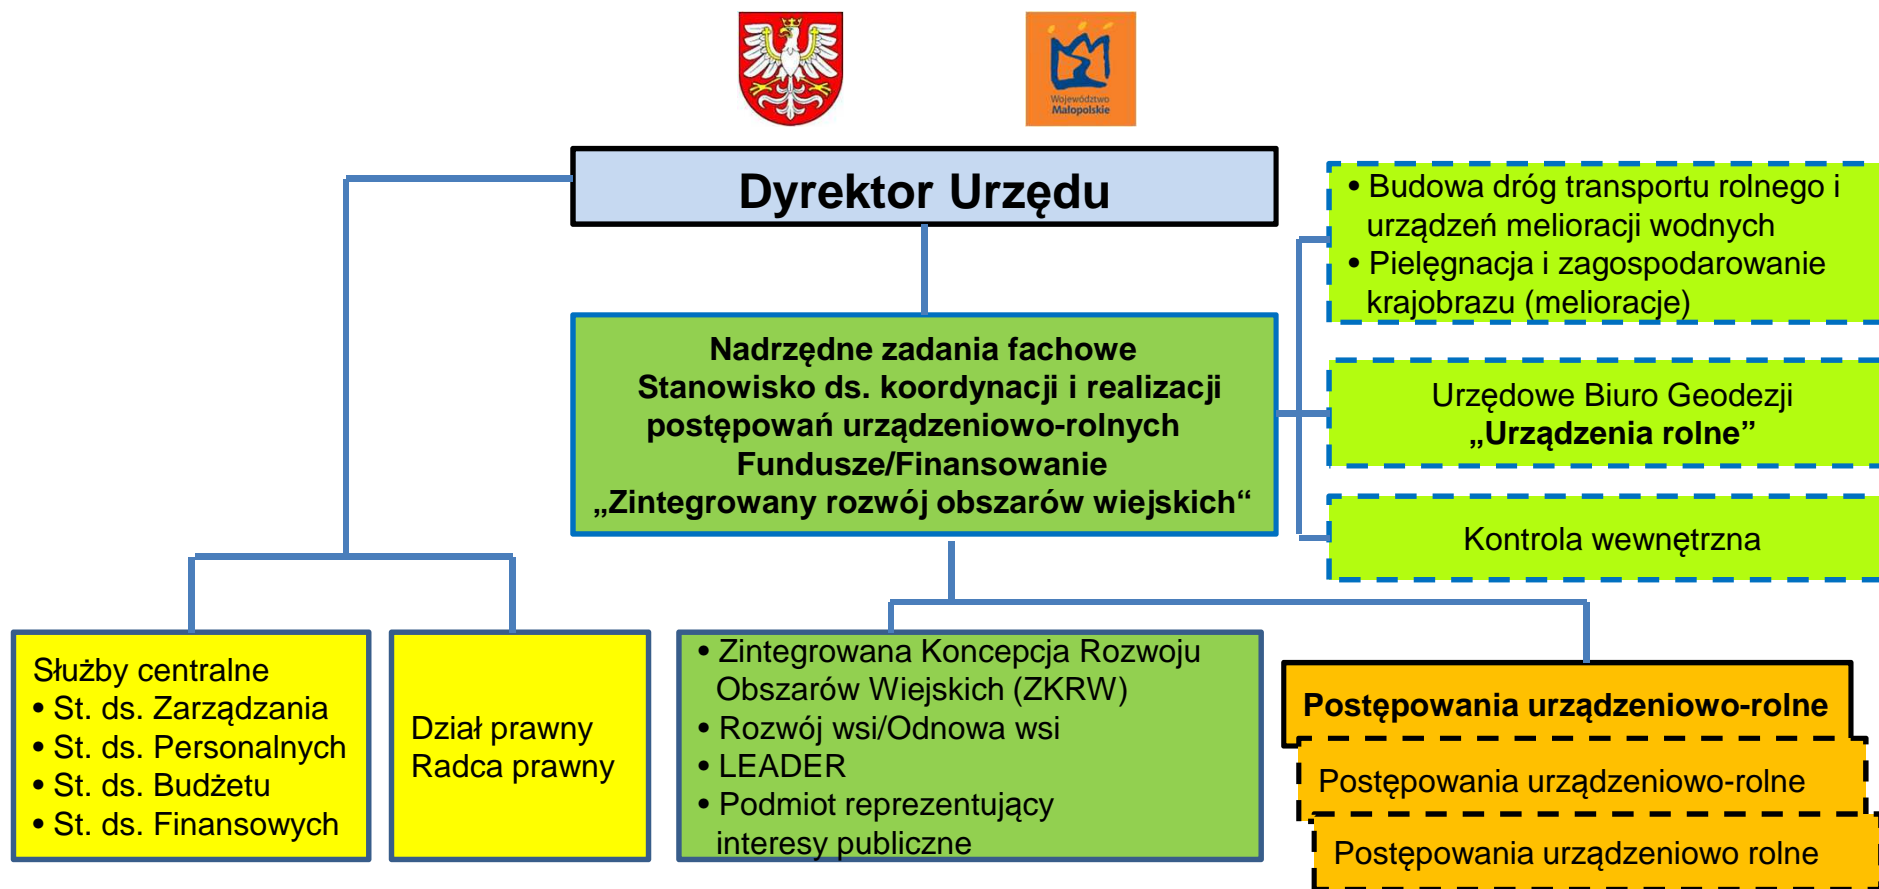 Województwo
Małopolskie
Dyrektor Urzędu
• Budowa dróg transportu rolnego i
urządzeń melioracji wodnych
• Pielęgnacja i zagospodarowanie
krajobrazu (melioracje)
Nadrzędne zadania fachowe
Stanowisko ds. koordynacji i realizacji
postępowań urządzeniowo-rolnych
Fundusze/Finansowanie
„Zintegrowany rozwój obszarów wiejskich“
Urzędowe Biuro Geodezji
„Urządzenia rolne”
Kontrola wewnętrzna
Służby centralne
• St. ds. Zarządzania
• St. ds. Personalnych
• St. ds. Budżetu
• St. ds. Finansowych
Dział prawny
Radca prawny
• Zintegrowana Koncepcja Rozwoju
Obszarów Wiejskich (ZKRW)
• Rozwój wsi/Odnowa wsi
• LEADER
• Podmiot reprezentujący
interesy publiczne
Postępowania urządzeniowo-rolne
Postępowania urządzeniowo-rolne
Postępowania urządzeniowo rolne